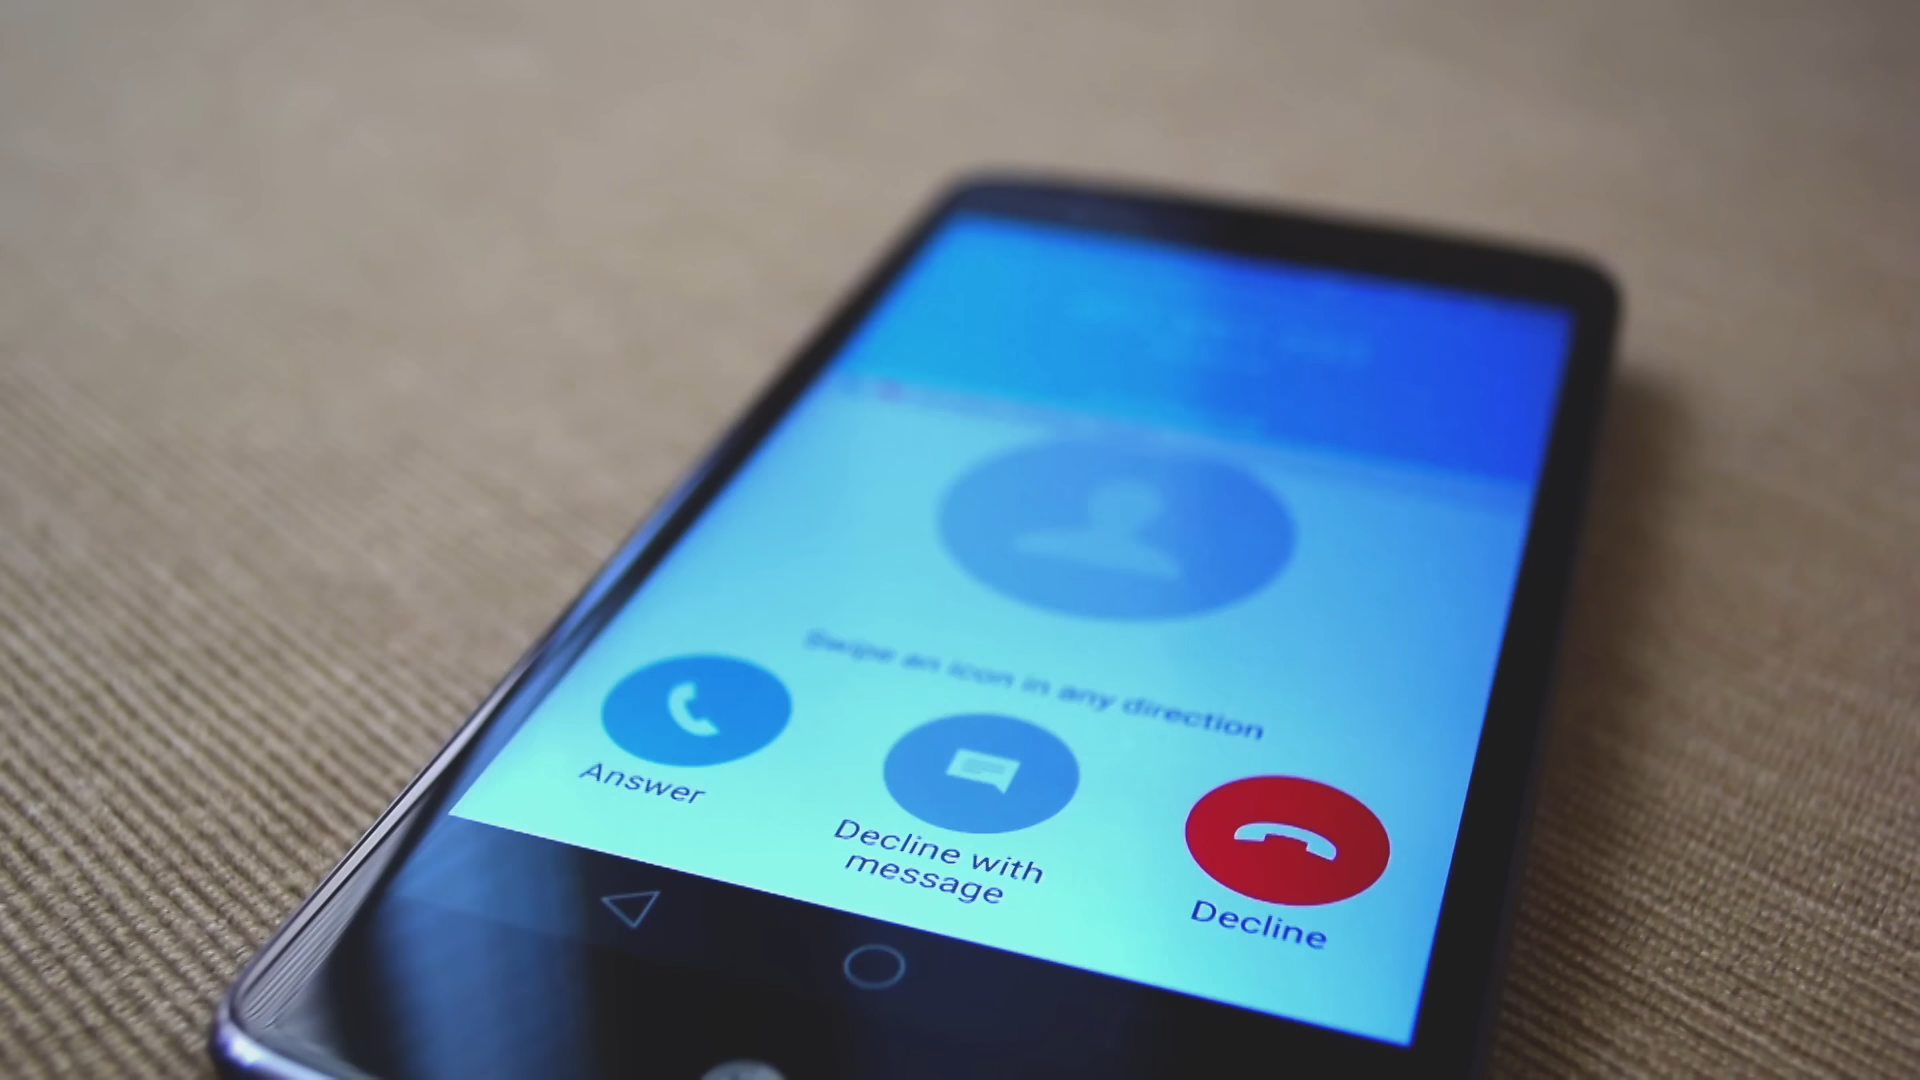 Swipe an icon in any direction
Answer
Decline with
message
Decline